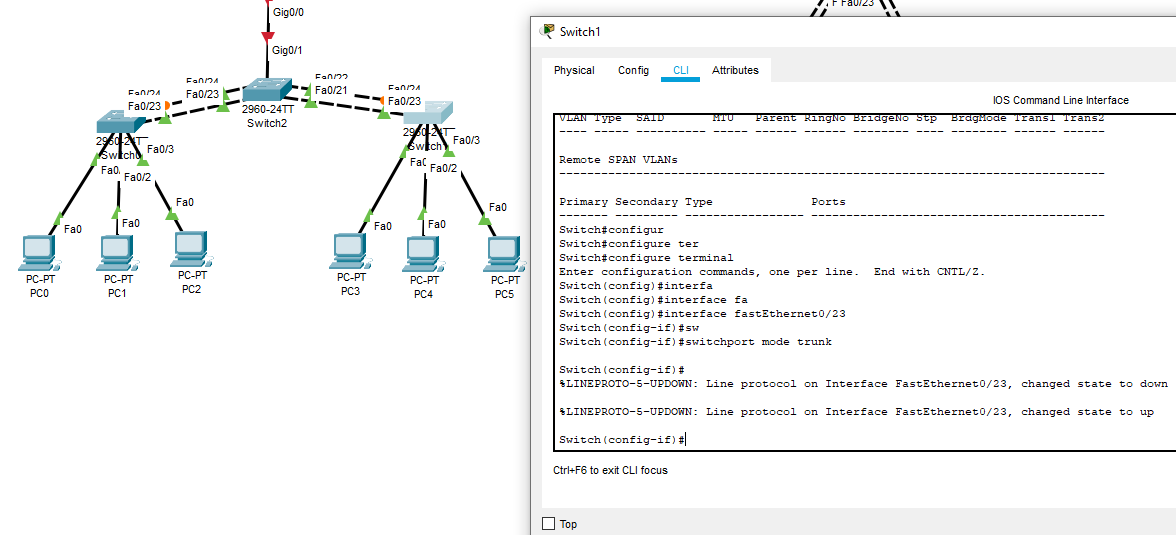 Gig0/0
F Fa0/23
Gig0/1
Fa0/24
Fa0/24
Fa0/23
Fa0/23
2960-24TT
Switch2
Fa0/22
Fa0/21
Fa0/24
Fa0/23
2960-24TT
Switch0
Fa0/3
Fa0
Fa0/2
2960-24TT
Switch1
Fa0/3
Fa0
Fa0/2
Fa0
Fa0
Fa0
Fa0
Fa0
Fa0
PC-PT
PC0
PC-PT
PC1
PC-PT
PC2
PC-PT
PC3
PC-PT
PC4
PC-PT
PC5
Switch1
Physical Config CLI Attributes
IOS Command Line Interface
VLAN Type SAID MTU Parent RingNo BridgeNo Stp BrdgMode Trans1 Trans2
---- ----- ---------- ----- ------ ------ -------- ---- -------- ------ ------
Remote SPAN VLANs
------------------------------------------------------------------------------
Primary Secondary Type Ports
------- --------- ----------------- ------------------------------------------
Switch#configur
Switch#configure ter
Switch#configure terminal
Enter configuration commands, one per line. End with CNTL/Z.
Switch(config)#interfa
Switch(config)#interface fa
Switch(config)#interface fastEthernet0/23
Switch(config-if)#sw
Switch(config-if)#switchport mode trunk
Switch(config-if)#
%LINEPROTO-5-UPDOWN: Line protocol on Interface FastEthernet0/23, changed state to down
%LINEPROTO-5-UPDOWN: Line protocol on Interface FastEthernet0/23, changed state to up
Switch(config-if)#
Ctrl+F6 to exit CLI focus
Top